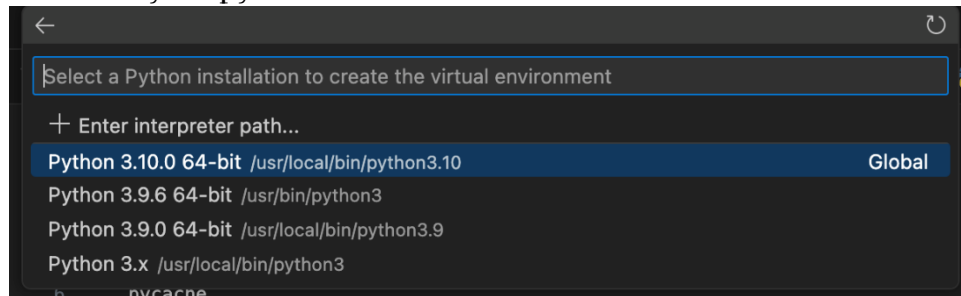 Select a Python installation to create the virtual environment
+ Enter interpreter path...
Python 3.10.0 64-bit /usr/local/bin/python3.10 Global
Python 3.9.6 64-bit /usr/bin/python3
Python 3.9.0 64-bit /usr/local/bin/python3.9
Python 3.x /usr/local/bin/python3